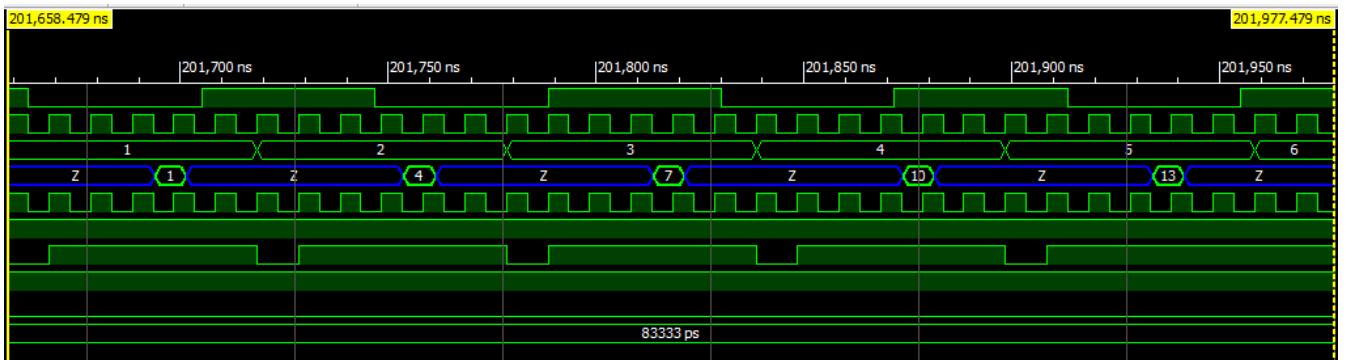 201,658.479 ns 201,977.479 ns
201,700 ns 201,750 ns 201,800 ns 201,850 ns 201,900 ns 201,950 ns
1 2 3 4 5 6
Z 1 Z 4 Z 7 Z 10 Z 13 Z
83333 ps